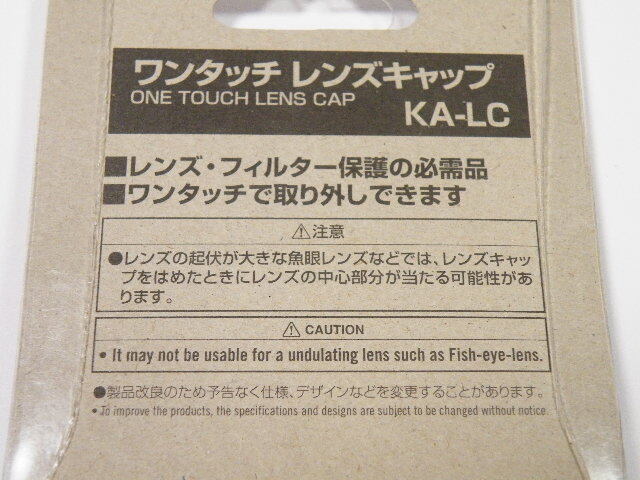 ワンタッチ レンズキャップ
ONE TOUCH LENS CAP
KA-LC
■レンズ・フィルター保護の必需品
■ワンタッチで取り外しできます
⚠注意
●レンズの起伏が大きな魚眼レンズなどでは、レンズキャッ
プをはめたときにレンズの中心部分が当たる可能性があ
ります。
⚠ CAUTION
• It may not be usable for a undulating lens such as Fish-eye-lens.
●製品改良のため予告なく仕様、デザインなどを変更することがあります。
• To improve the products, the specifications and designs are subject to be changed without notice.